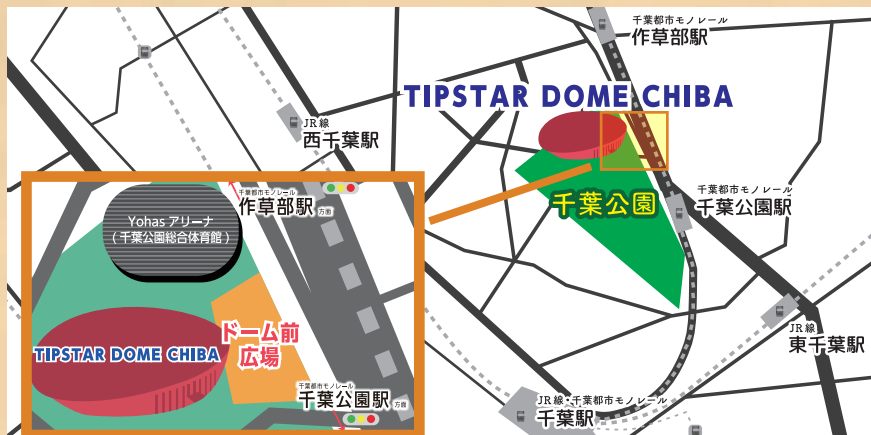 千葉都市モノレール
作草部駅
TIPSTAR DOME CHIBA
JR線
西千葉駅
千葉公園
千葉都市モノレール
千葉公園駅
JR線
東千葉駅
JR線・千葉都市モノレール
千葉駅
千葉都市モノレール
作草部駅 方面
Yohas アリーナ
(千葉公園総合体育館)
ドーム前
広場
TIPSTAR DOME CHIBA
千葉都市モノレール
千葉公園駅 方面